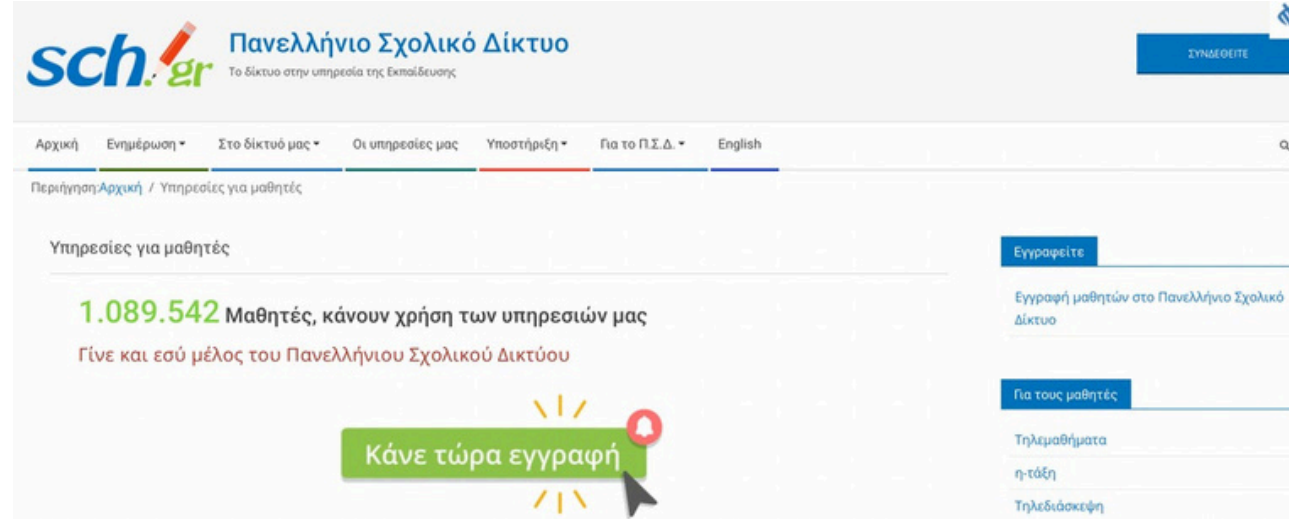 sch.gr
Πανελλήνιο Σχολικό Δίκτυο
Το δίκτυο στην υπηρεσία της Εκπαίδευσης
ΣΥΝΔΕΘΕΙΤΕ
Αρχική Ενημέρωση Στο δίκτυό μας Οι υπηρεσίες μας Υποστήριξη Για το Π.Σ.Δ. English
Περιήγηση:Αρχική / Υπηρεσίες για μαθητές
Υπηρεσίες για μαθητές
1.089.542 Μαθητές, κάνουν χρήση των υπηρεσιών μας
Γίνε και εσύ μέλος του Πανελλήνιου Σχολικού Δικτύου
Κάνε τώρα εγγραφή
Εγγραφείτε
Εγγραφή μαθητών στο Πανελλήνιο Σχολικό
Δίκτυο
Για τους μαθητές
Τηλεμαθήματα
η-τάξη
Τηλεδιάσκεψη